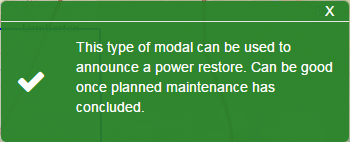 X
This type of modal can be used to
announce a power restore. Can be good
once planned maintenance has
concluded.